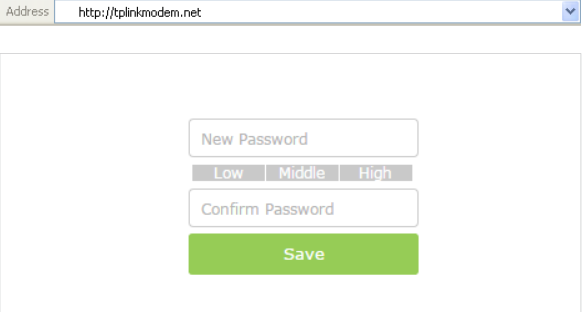 Address http://tplinkmodem.net
New Password
Low Middle High
Confirm Password
Save